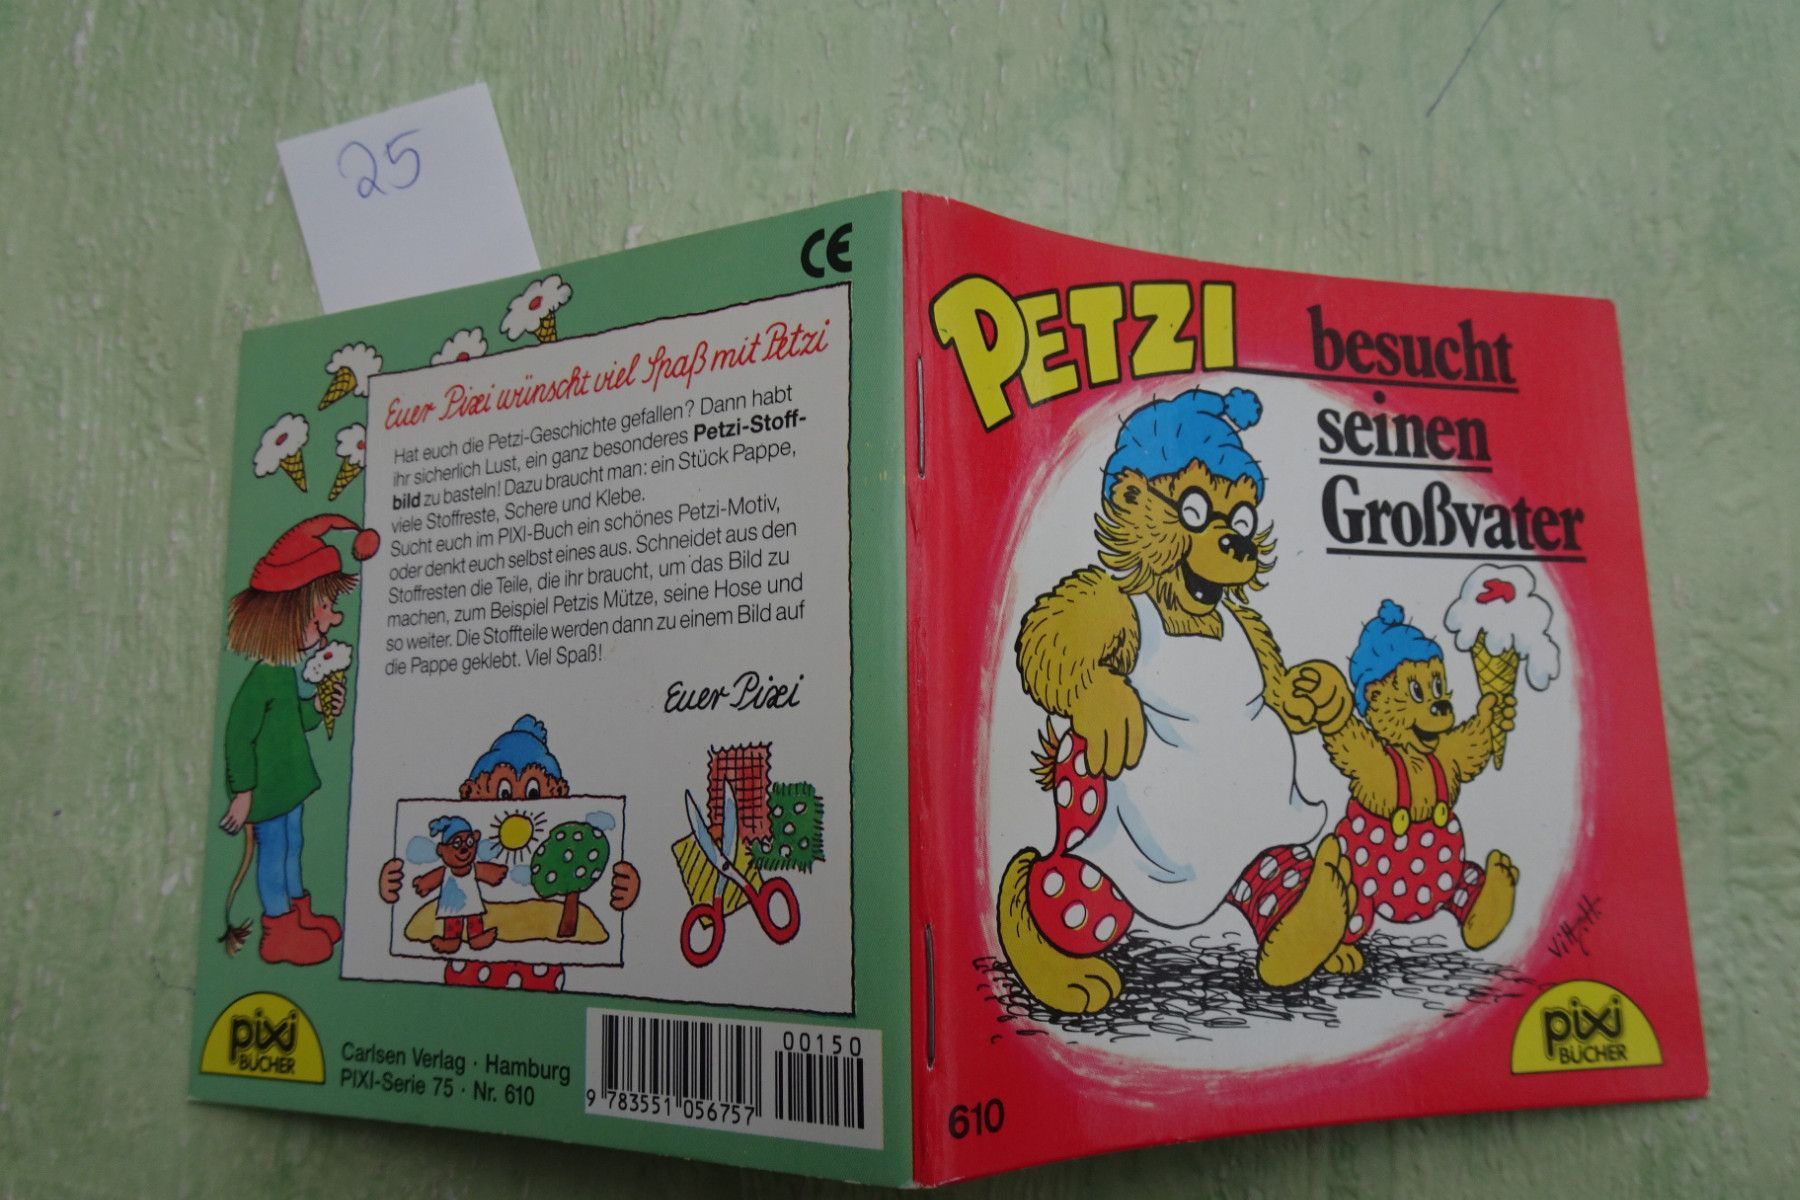 25
CE
Euer Pixi wünscht viel Spaß mit Petzi
Hat euch die Petzi-Geschichte gefallen? Dann habt
ihr sicherlich Lust, ein ganz besonderes Petzi-Stoff-
bild zu basteln! Dazu braucht man: ein Stück Pappe,
viele Stoffreste, Schere und Klebe.
Sucht euch im PIXI-Buch ein schönes Petzi-Motiv,
oder denkt euch selbst eines aus. Schneidet aus den
Stoffresten die Teile, die ihr braucht, um das Bild zu
machen, zum Beispiel Petzis Mütze, seine Hose und
so weiter. Die Stoffteile werden dann zu einem Bild auf
die Pappe geklebt. Viel Spaß!
Euer Pixi
pixi
BÜCHER
Carlsen Verlag · Hamburg
PIXI-Serie 75 · Nr. 610
00150
9 783551 056757
PETZI
besucht
seinen
Großvater
pixi
BÜCHER
610